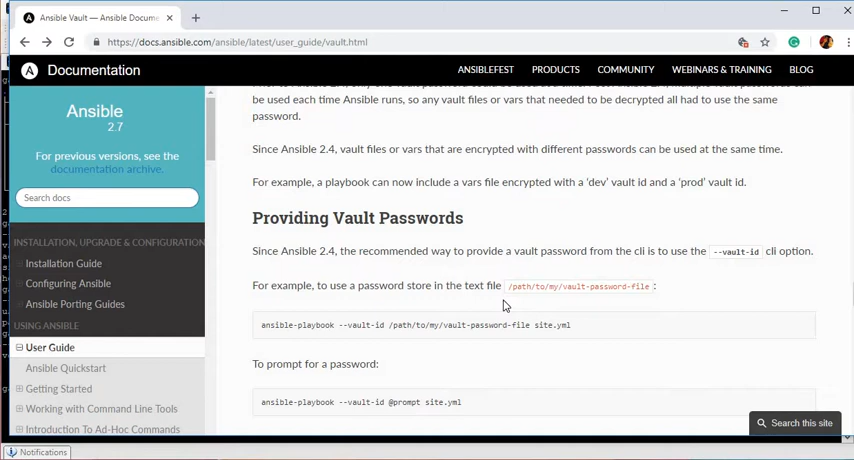 Ansible Vault — Ansible Docume
https://docs.ansible.com/ansible/latest/user_guide/vault.html
Documentation
ANSIBLEFEST
PRODUCTS
COMMUNITY
WEBINARS & TRAINING
BLOG
Ansible
2.7
For previous versions, see the
documentation archive.
Search docs
INSTALLATION, UPGRADE & CONFIGURATION
Installation Guide
Configuring Ansible
Ansible Porting Guides
USING ANSIBLE
User Guide
Ansible Quickstart
Getting Started
Working with Command Line Tools
Introduction To Ad-Hoc Commands
be used each time Ansible runs, so any vault files or vars that needed to be decrypted all had to use the same
password.
Since Ansible 2.4, vault files or vars that are encrypted with different passwords can be used at the same time.
For example, a playbook can now include a vars file encrypted with a ‘dev’ vault id and a ‘prod’ vault id.
Providing Vault Passwords
Since Ansible 2.4, the recommended way to provide a vault password from the cli is to use the --vault-id cli option.
For example, to use a password store in the text file /path/to/my/vault-password-file :
ansible-playbook --vault-id /path/to/my/vault-password-file site.yml
To prompt for a password:
ansible-playbook --vault-id @prompt site.yml
Search this site
Notifications